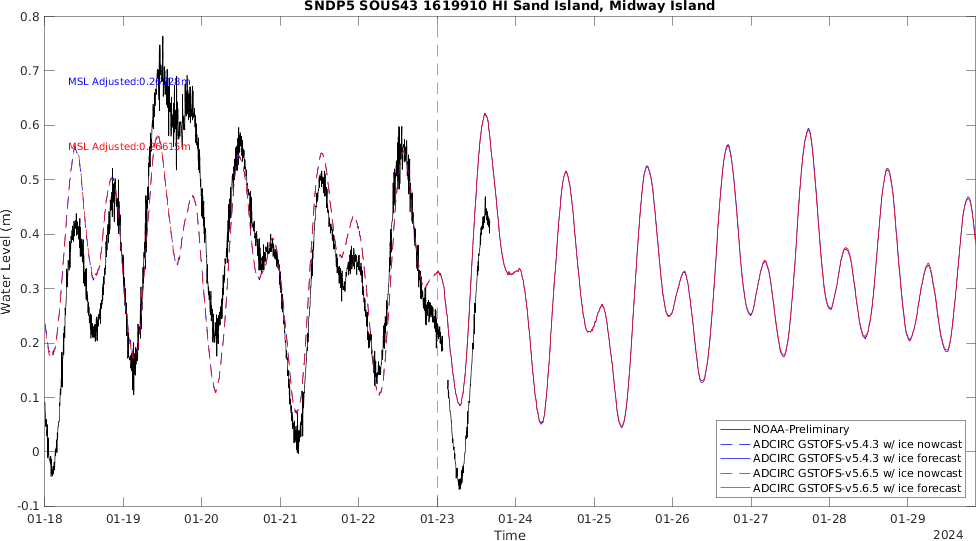 SNDP5 SOUS43 1619910 HI Sand Island, Midway Island
0.8
0.7
0.6
0.5
0.4
0.3
0.2
0.1
0
-0.1
Water Level (m)
MSL Adjusted:
MSL Adjusted:
NOAA-Preliminary
ADCIRC GSTOFS-v5.4.3 w/ ice nowcast
ADCIRC GSTOFS-v5.4.3 w/ ice forecast
ADCIRC GSTOFS-v5.6.5 w/ ice nowcast
ADCIRC GSTOFS-v5.6.5 w/ ice forecast
01-18 01-19 01-20 01-21 01-22 01-23 01-24 01-25 01-26 01-27 01-28 01-29
Time
2024